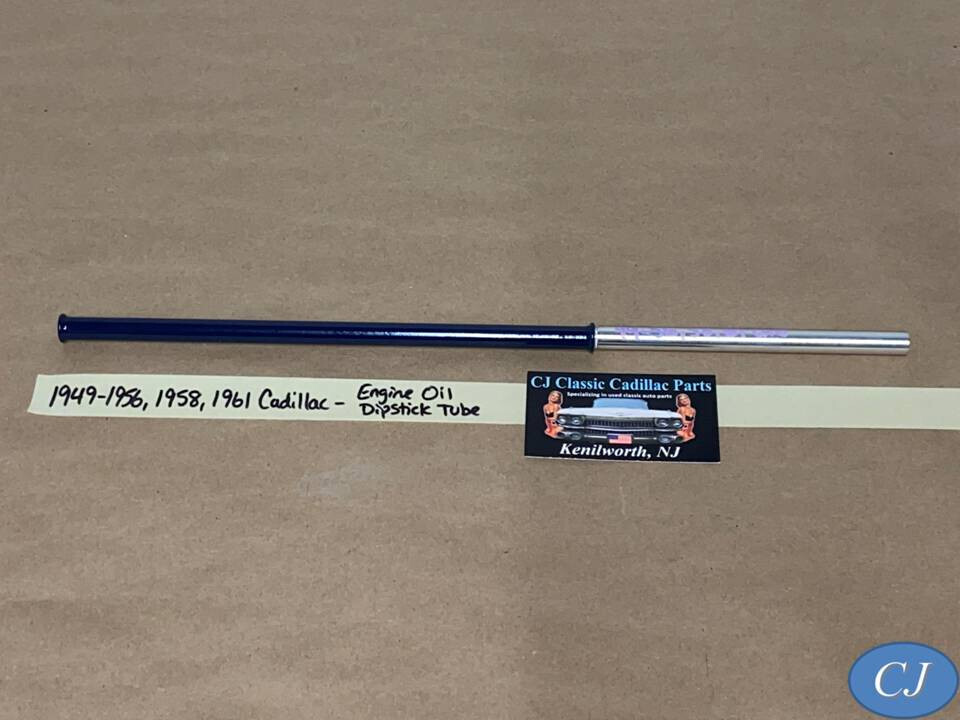 1949-1956, 1958, 1961 Cadillac - Engine Oil
Dipstick Tube
CJ Classic Cadillac Parts
Specializing in used classic auto parts
Kenilworth, NJ
CJ